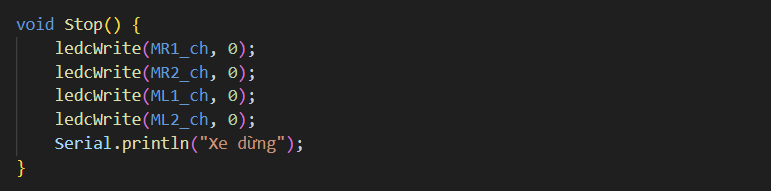 void Stop() {
    ledcWrite(MR1_ch, 0);
    ledcWrite(MR2_ch, 0);
    ledcWrite(ML1_ch, 0);
    ledcWrite(ML2_ch, 0);
    Serial.println("Xe dừng");
}